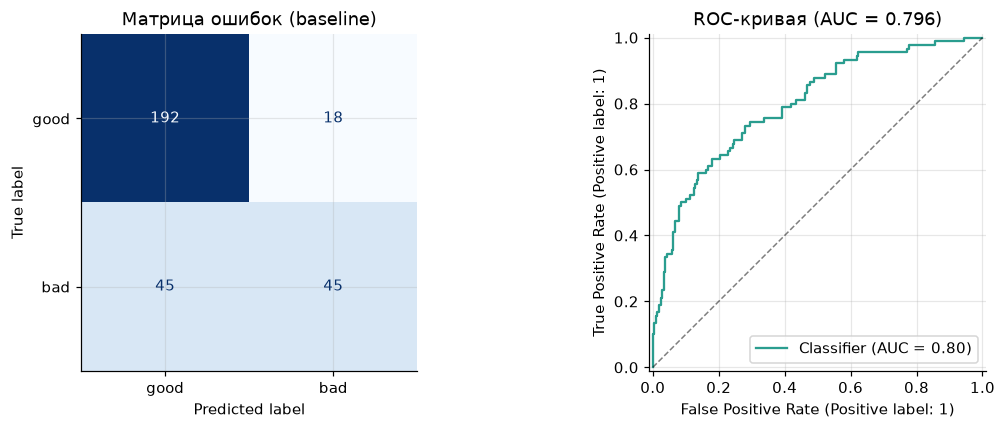 Матрица ошибок (baseline)
True label
good
bad
192
18
45
45
good
bad
Predicted label
ROC-кривая (AUC = 0.796)
True Positive Rate (Positive label: 1)
1.0
0.8
0.6
0.4
0.2
0.0
Classifier (AUC = 0.80)
0.0
0.2
0.4
0.6
0.8
1.0
False Positive Rate (Positive label: 1)